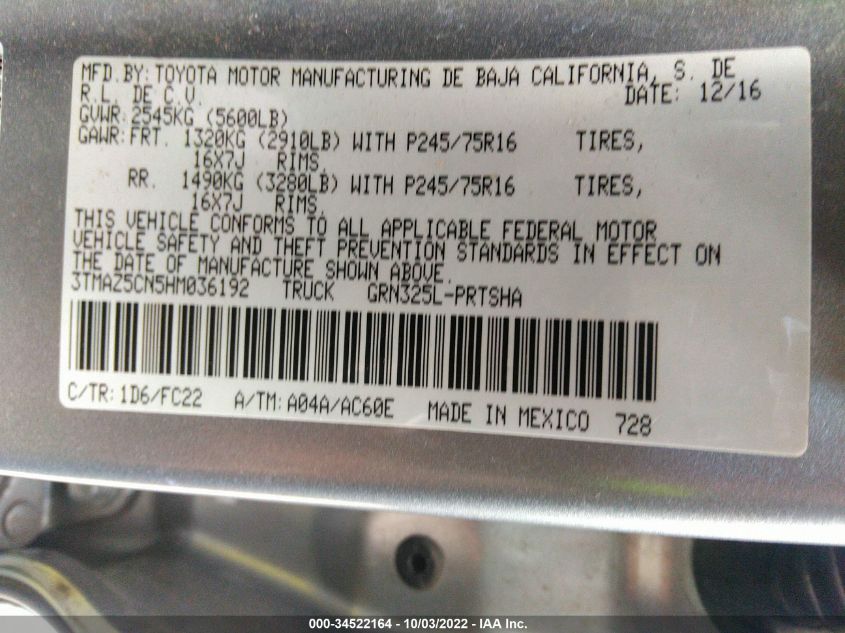 MFD.BY: TOYOTA MOTOR MANUFACTURING DE BAJA CALIFORNIA, S. DE
R.L. DE C.V. DATE: 12/16
GVWR: 2545KG (5600LB)
GAWR: FRT. 1320KG (2910LB) WITH P245/75R16 TIRES,
16X7J RIMS,
RR. 1490KG (3280LB) WITH P245/75R16 TIRES,
16X7J RIMS,
THIS VEHICLE CONFORMS TO ALL APPLICABLE FEDERAL MOTOR
VEHICLE SAFETY AND THEFT PREVENTION STANDARDS IN EFFECT ON
THE DATE OF MANUFACTURE SHOWN ABOVE.
3TMAZ5CN5HM036192 TRUCK GRN325L-PRTSHA
C/TR: 1D6/FC22 A/TM: A04A/AC60E MADE IN MEXICO 728
000-34522164 - 10/03/2022 - © IAA, Inc.